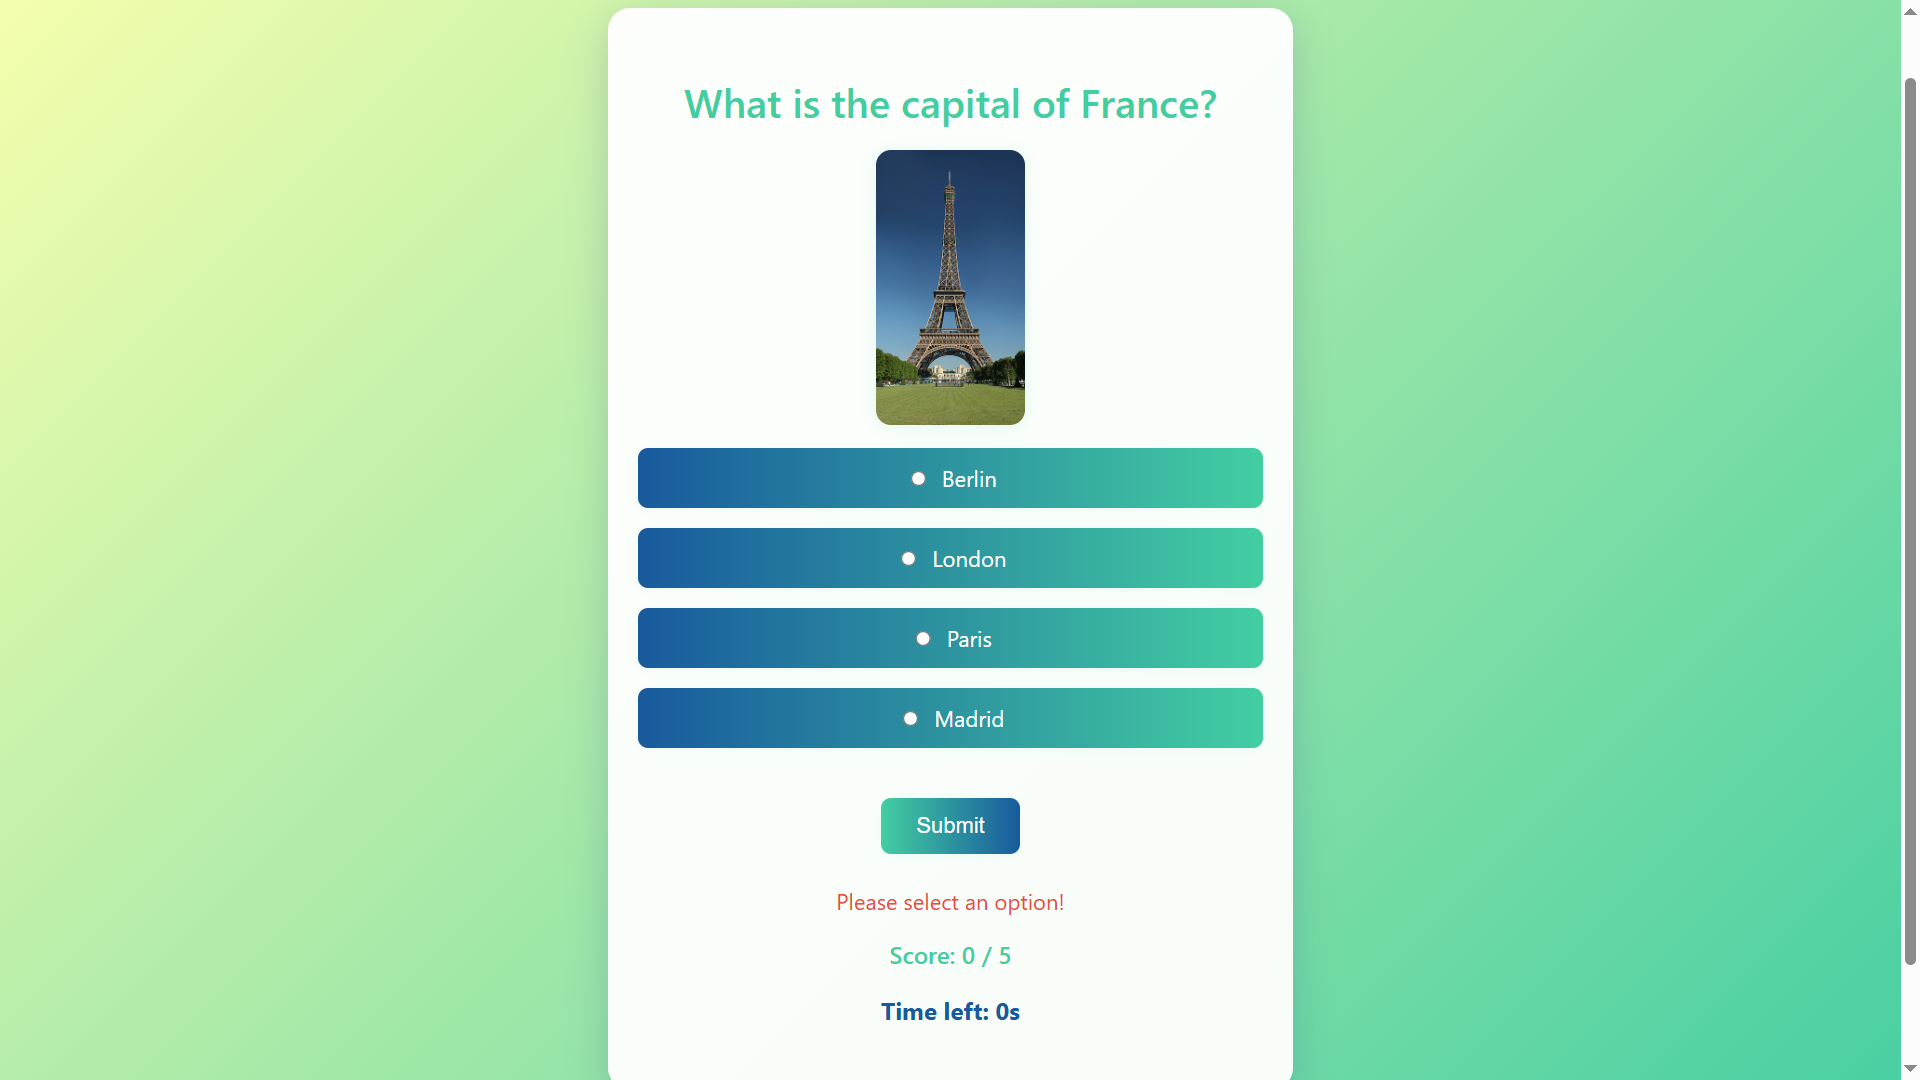 What is the capital of France?
Berlin
London
Paris
Madrid
Submit
Please select an option!
Score: 0 / 5
Time left: 0s